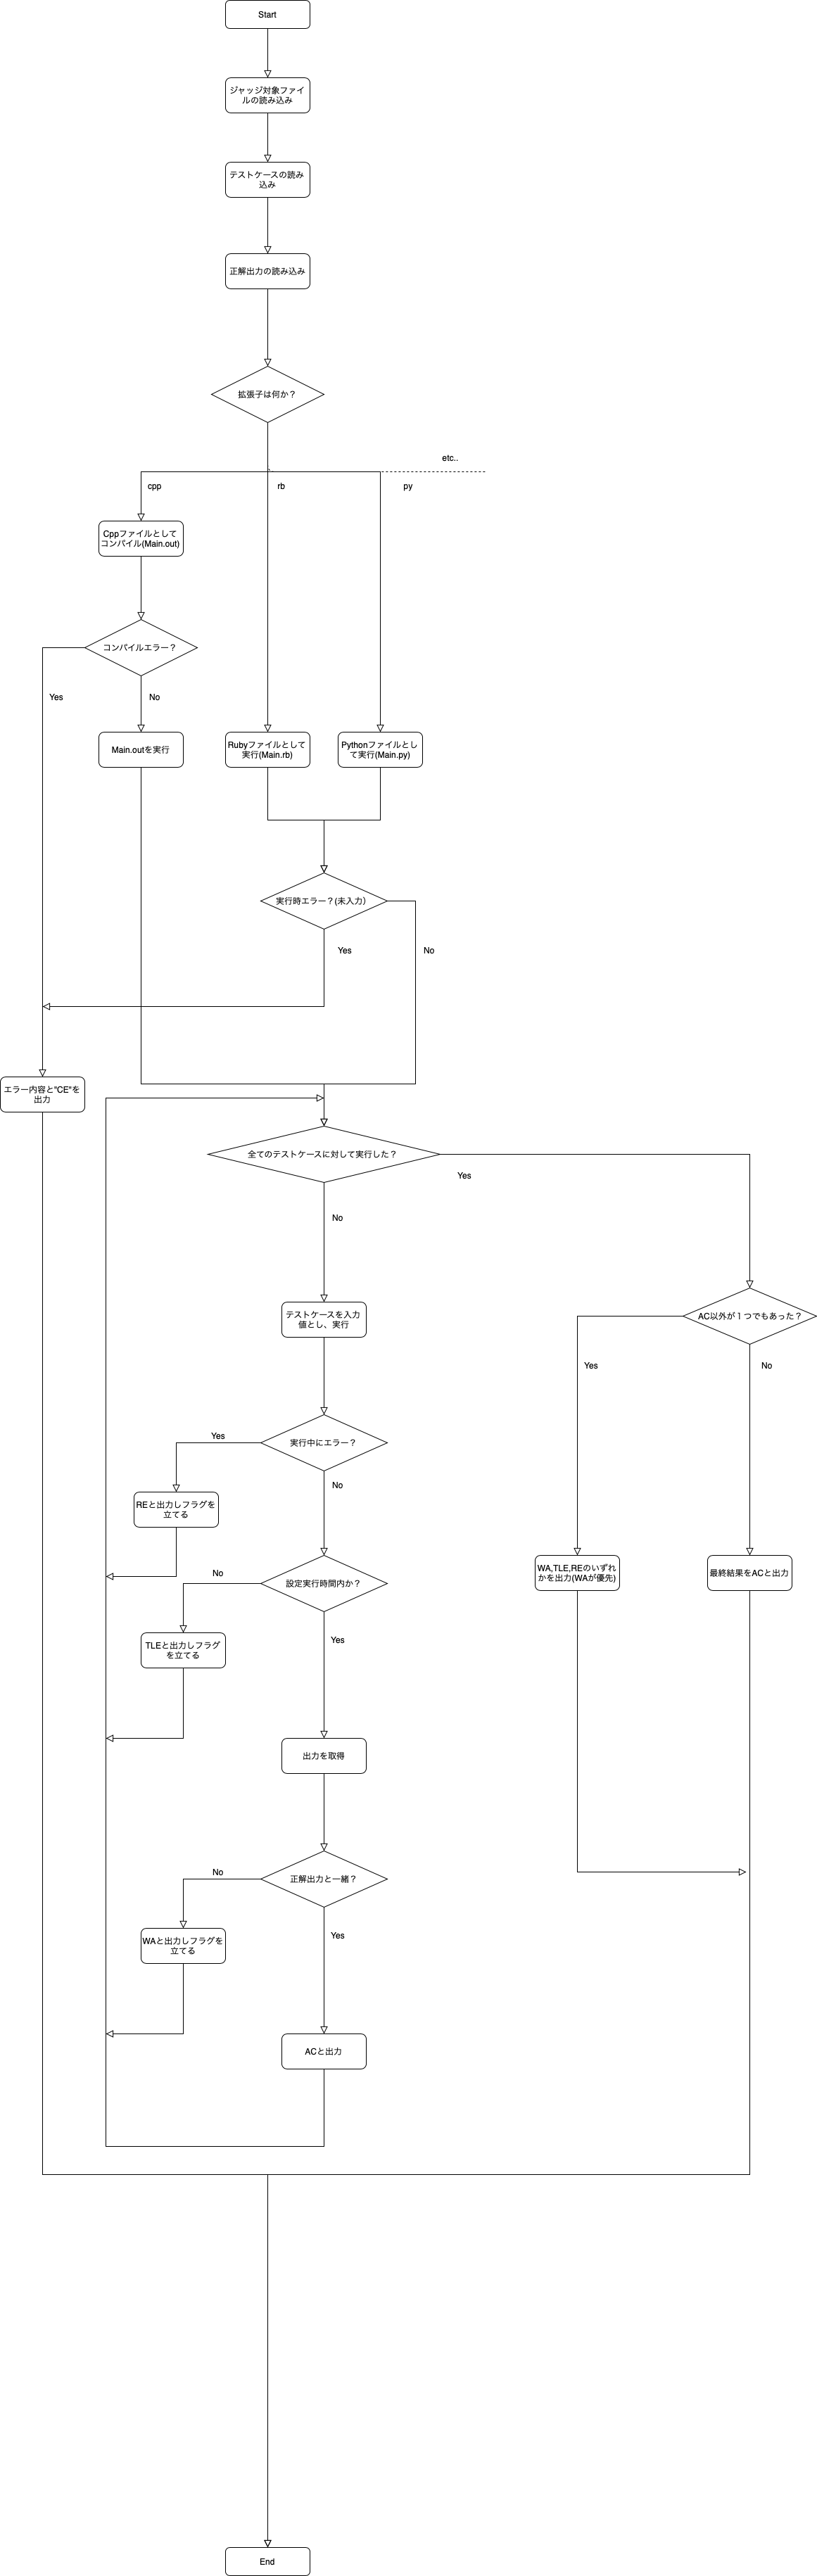 Start
ジャッジ対象ファイ
ルの読み込み
テストケースの読み
込み
正解出力の読み込み
拡張子は何か？
etc..
cpp
rb
py
Cppファイルとして
コンパイル(Main.out)
コンパイルエラー？
Yes
No
Main.outを実行
Rubyファイルとして
実行(Main.rb)
Pythonファイルとし
て実行(Main.py)
実行時エラー？(未入力）
Yes
No
エラー内容と"CE"を
出力
全てのテストケースに対して実行した？
Yes
No
テストケースを入力
値とし、実行
AC以外が１つでもあった？
Yes
No
実行中にエラー？
Yes
No
REと出力しフラグを
立てる
設定実行時間内か？
No
Yes
WA,TLE,REのいずれ
かを出力(WAが優先)
最終結果をACと出力
TLEと出力しフラグ
を立てる
出力を取得
正解出力と一緒？
No
Yes
WAと出力しフラグを
立てる
ACと出力
End